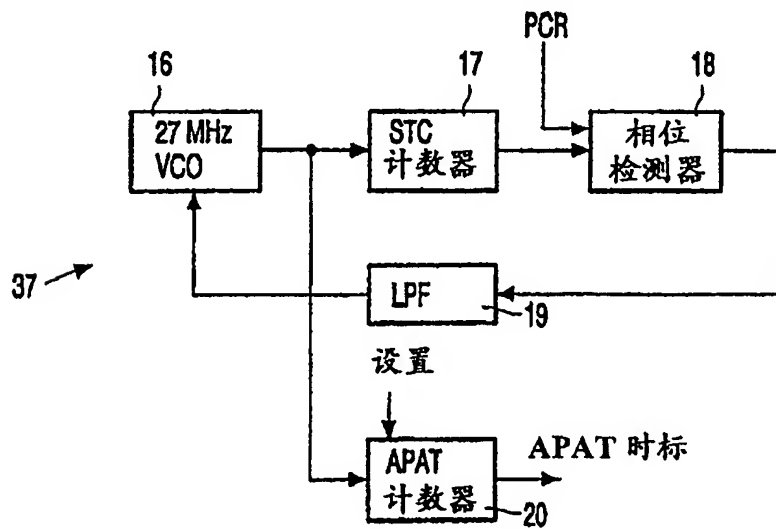 PCR
16
17
18
27 MHz
VCO
STC
计数器
相位
检测器
37
LPF
19
设置
APAT
计数器
APAT 时标
20